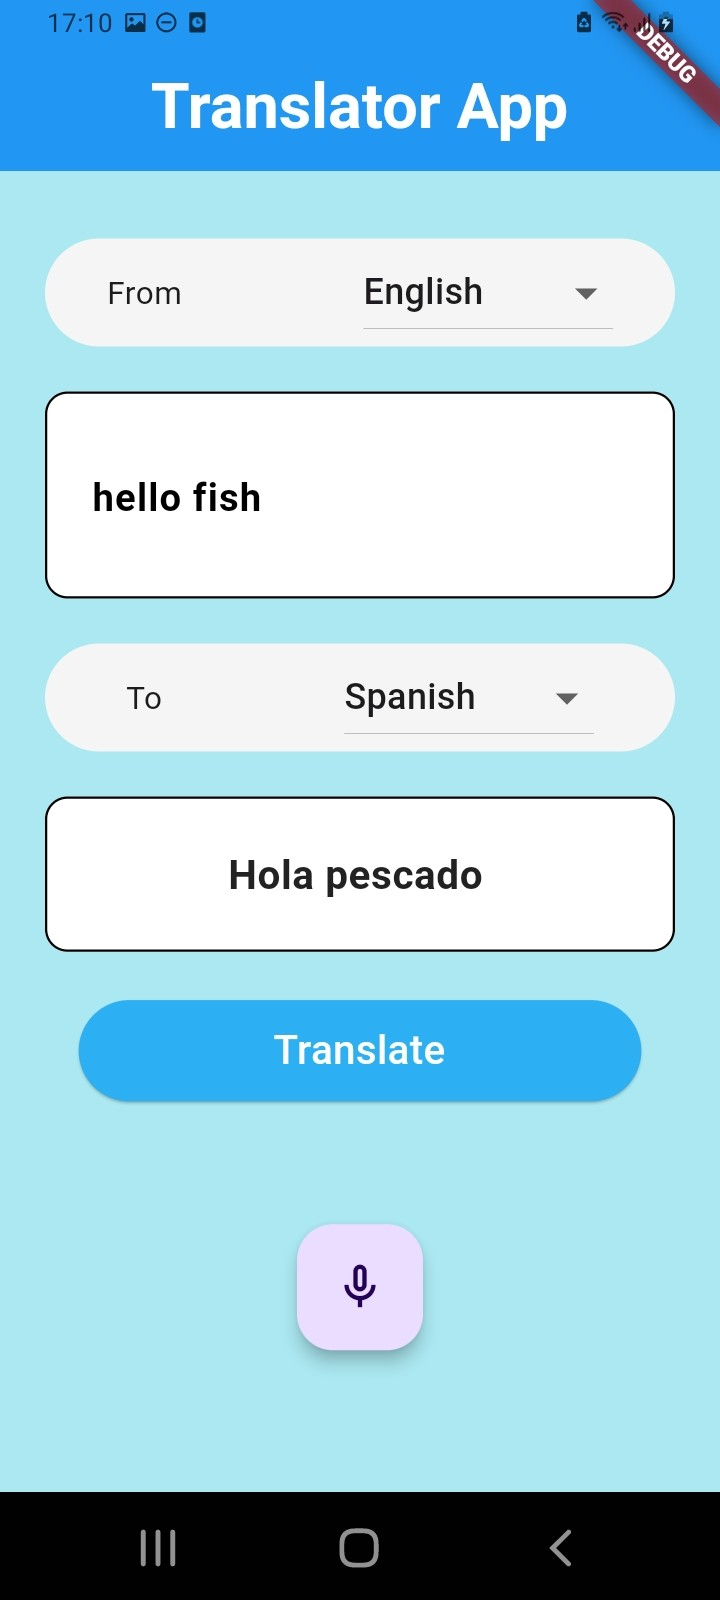 17:10
DEBUG
Translator App
From English
hello fish
To Spanish
Hola pescado
Translate